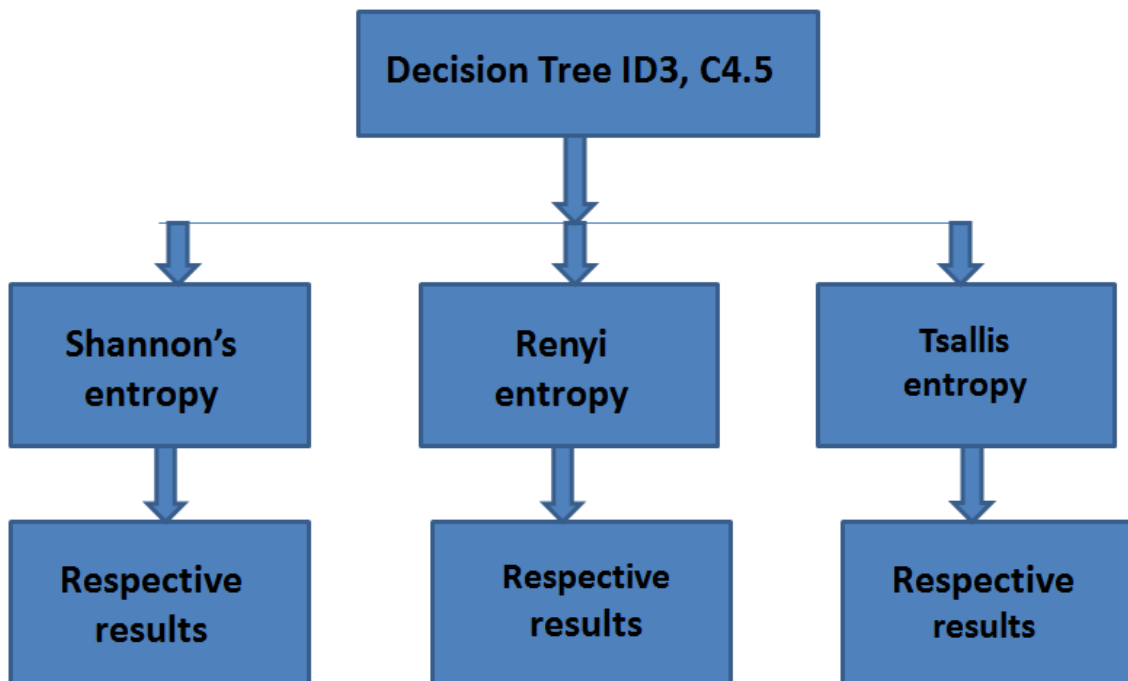 Decision Tree ID3, C4.5
Shannon’s
entropy
Renyi
entropy
Tsallis
entropy
Respective
results
Respective
results
Respective
results